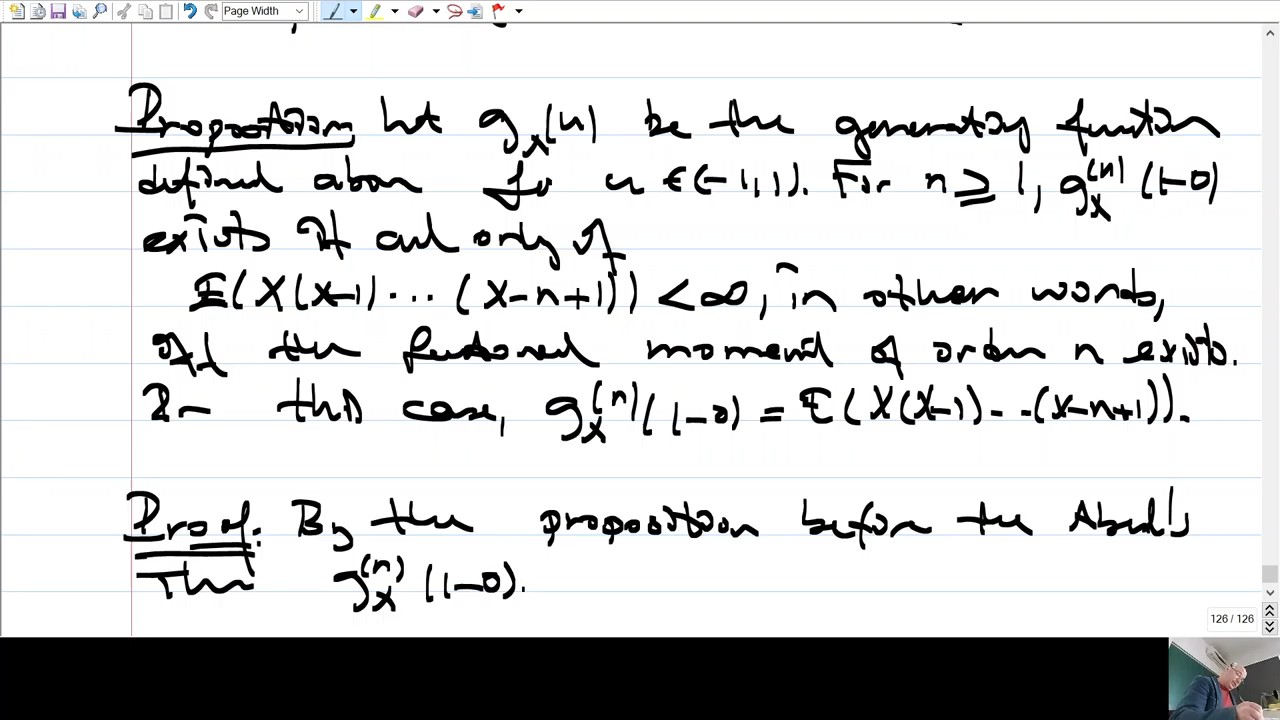 Page Width
Proposition Let g_X(u) be the generating function
defined above for u ∈ (-1,1). For n ≥ 1, g_X^{(n)}(1-0)
exists if and only if
E(X(X-1)···(X-n+1)) < ∞, in other words,
iff the factorial moment of order n exists.
In this case, g_X^{(n)}(1-0) = E(X(X-1)···(X-n+1)).
Proof: By the proposition before the Abel's
Thm g_X^{(n)}(1-0).
126 / 126